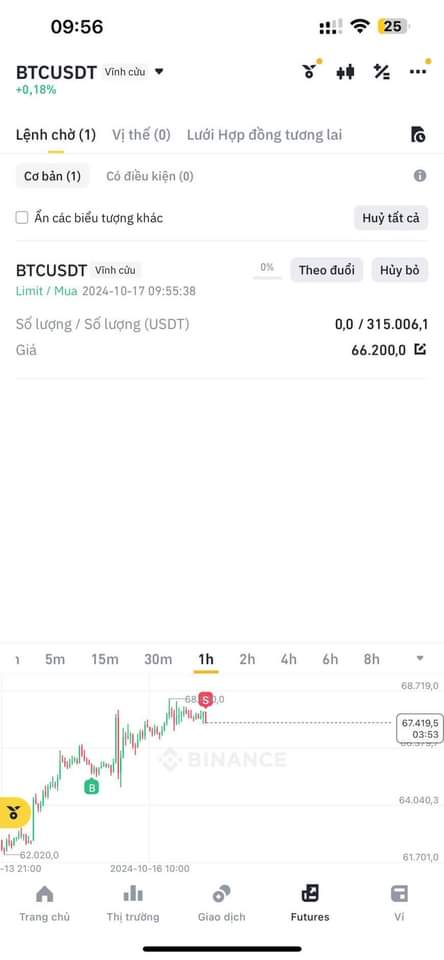 09:56
25
BTCUSDT Vĩnh cửu
+0,18%
Lệnh chờ (1) Vị thế (0) Lưới Hợp đồng tương lai
Cơ bản (1) Có điều kiện (0)
Ẩn các biểu tượng khác Huỷ tất cả
BTCUSDT Vĩnh cửu 0% Theo đuổi Hủy bỏ
Limit / Mua 2024-10-17 09:55:38
Số lượng / Số lượng (USDT) 0,0 / 315.006,1
Giá 66.200,0
5m 15m 30m 1h 2h 4h 6h 8h
68.719,0
S
67.419,5
03:53
BINANCE
B
64.040,3
62.020,0
61.701,0
-13 21:00 2024-10-16 10:00
Trang chủ Thị trường Giao dịch Futures Ví